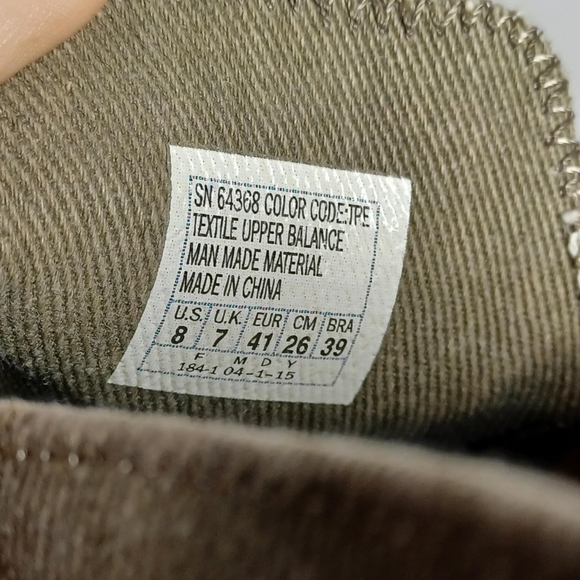 SN 64368 COLOR CODE:TPE
TEXTILE UPPER BALANCE
MAN MADE MATERIAL
MADE IN CHINA
U.S. U.K. EUR CM BRA
8 7 41 26 39
F M D Y
184-1 04-1-15